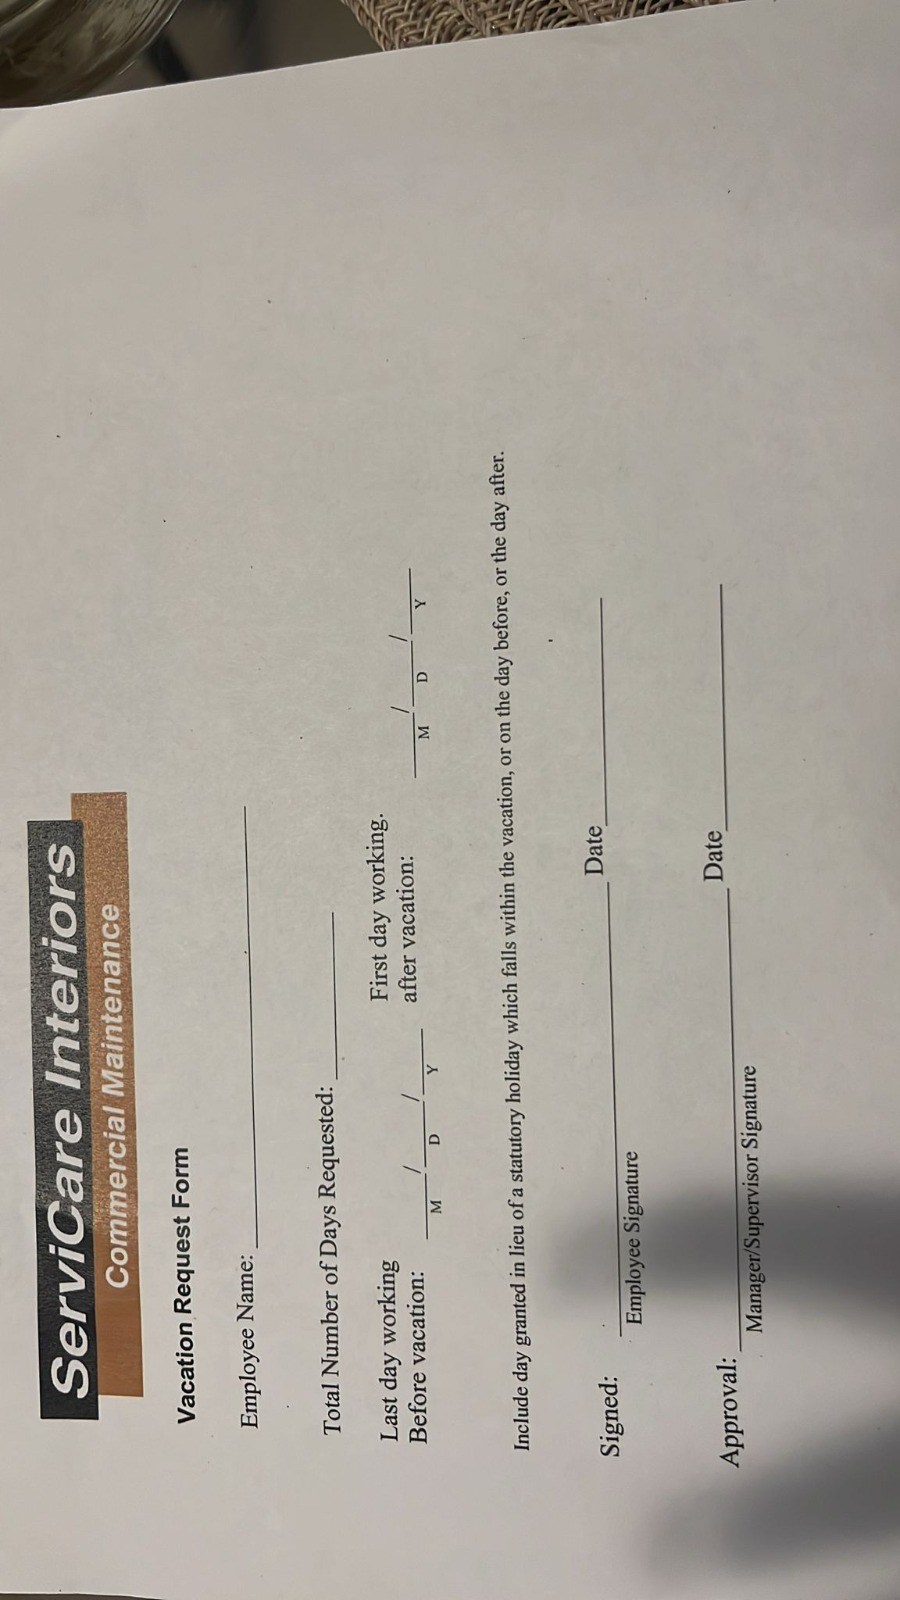 ServiCare Interiors
Commercial Maintenance
Vacation Request Form
Employee Name: ____________________
Total Number of Days Requested: __________
Last day working
Before vacation: ____/____/____
M D Y
First day working.
after vacation: ____/____/____
M D Y
Include day granted in lieu of a statutory holiday which falls within the vacation, or on the day before, or the day after.
Signed: ____________________ Date__________
Employee Signature
Approval: ____________________ Date__________
Manager/Supervisor Signature